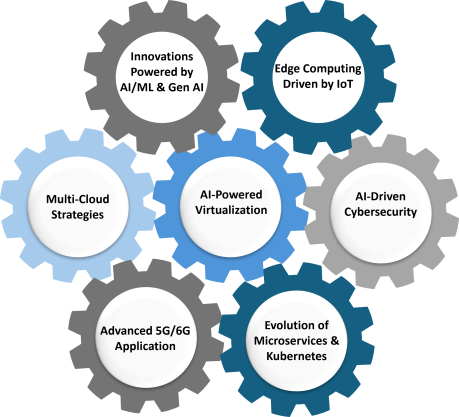 Innovations
Powered by
AI/ML & Gen AI
Edge Computing
Driven by IoT
Multi-Cloud
Strategies
AI-Powered
Virtualization
AI-Driven
Cybersecurity
Advanced 5G/6G
Application
Evolution of
Microservices &
Kubernetes